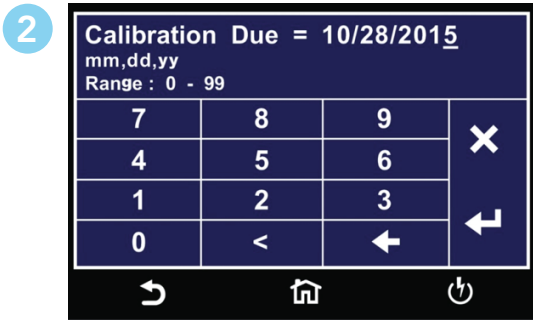 2
Calibration Due = 10/28/2015
mm,dd,yy
Range : 0 - 99
7 8 9
4 5 6
1 2 3
0 <